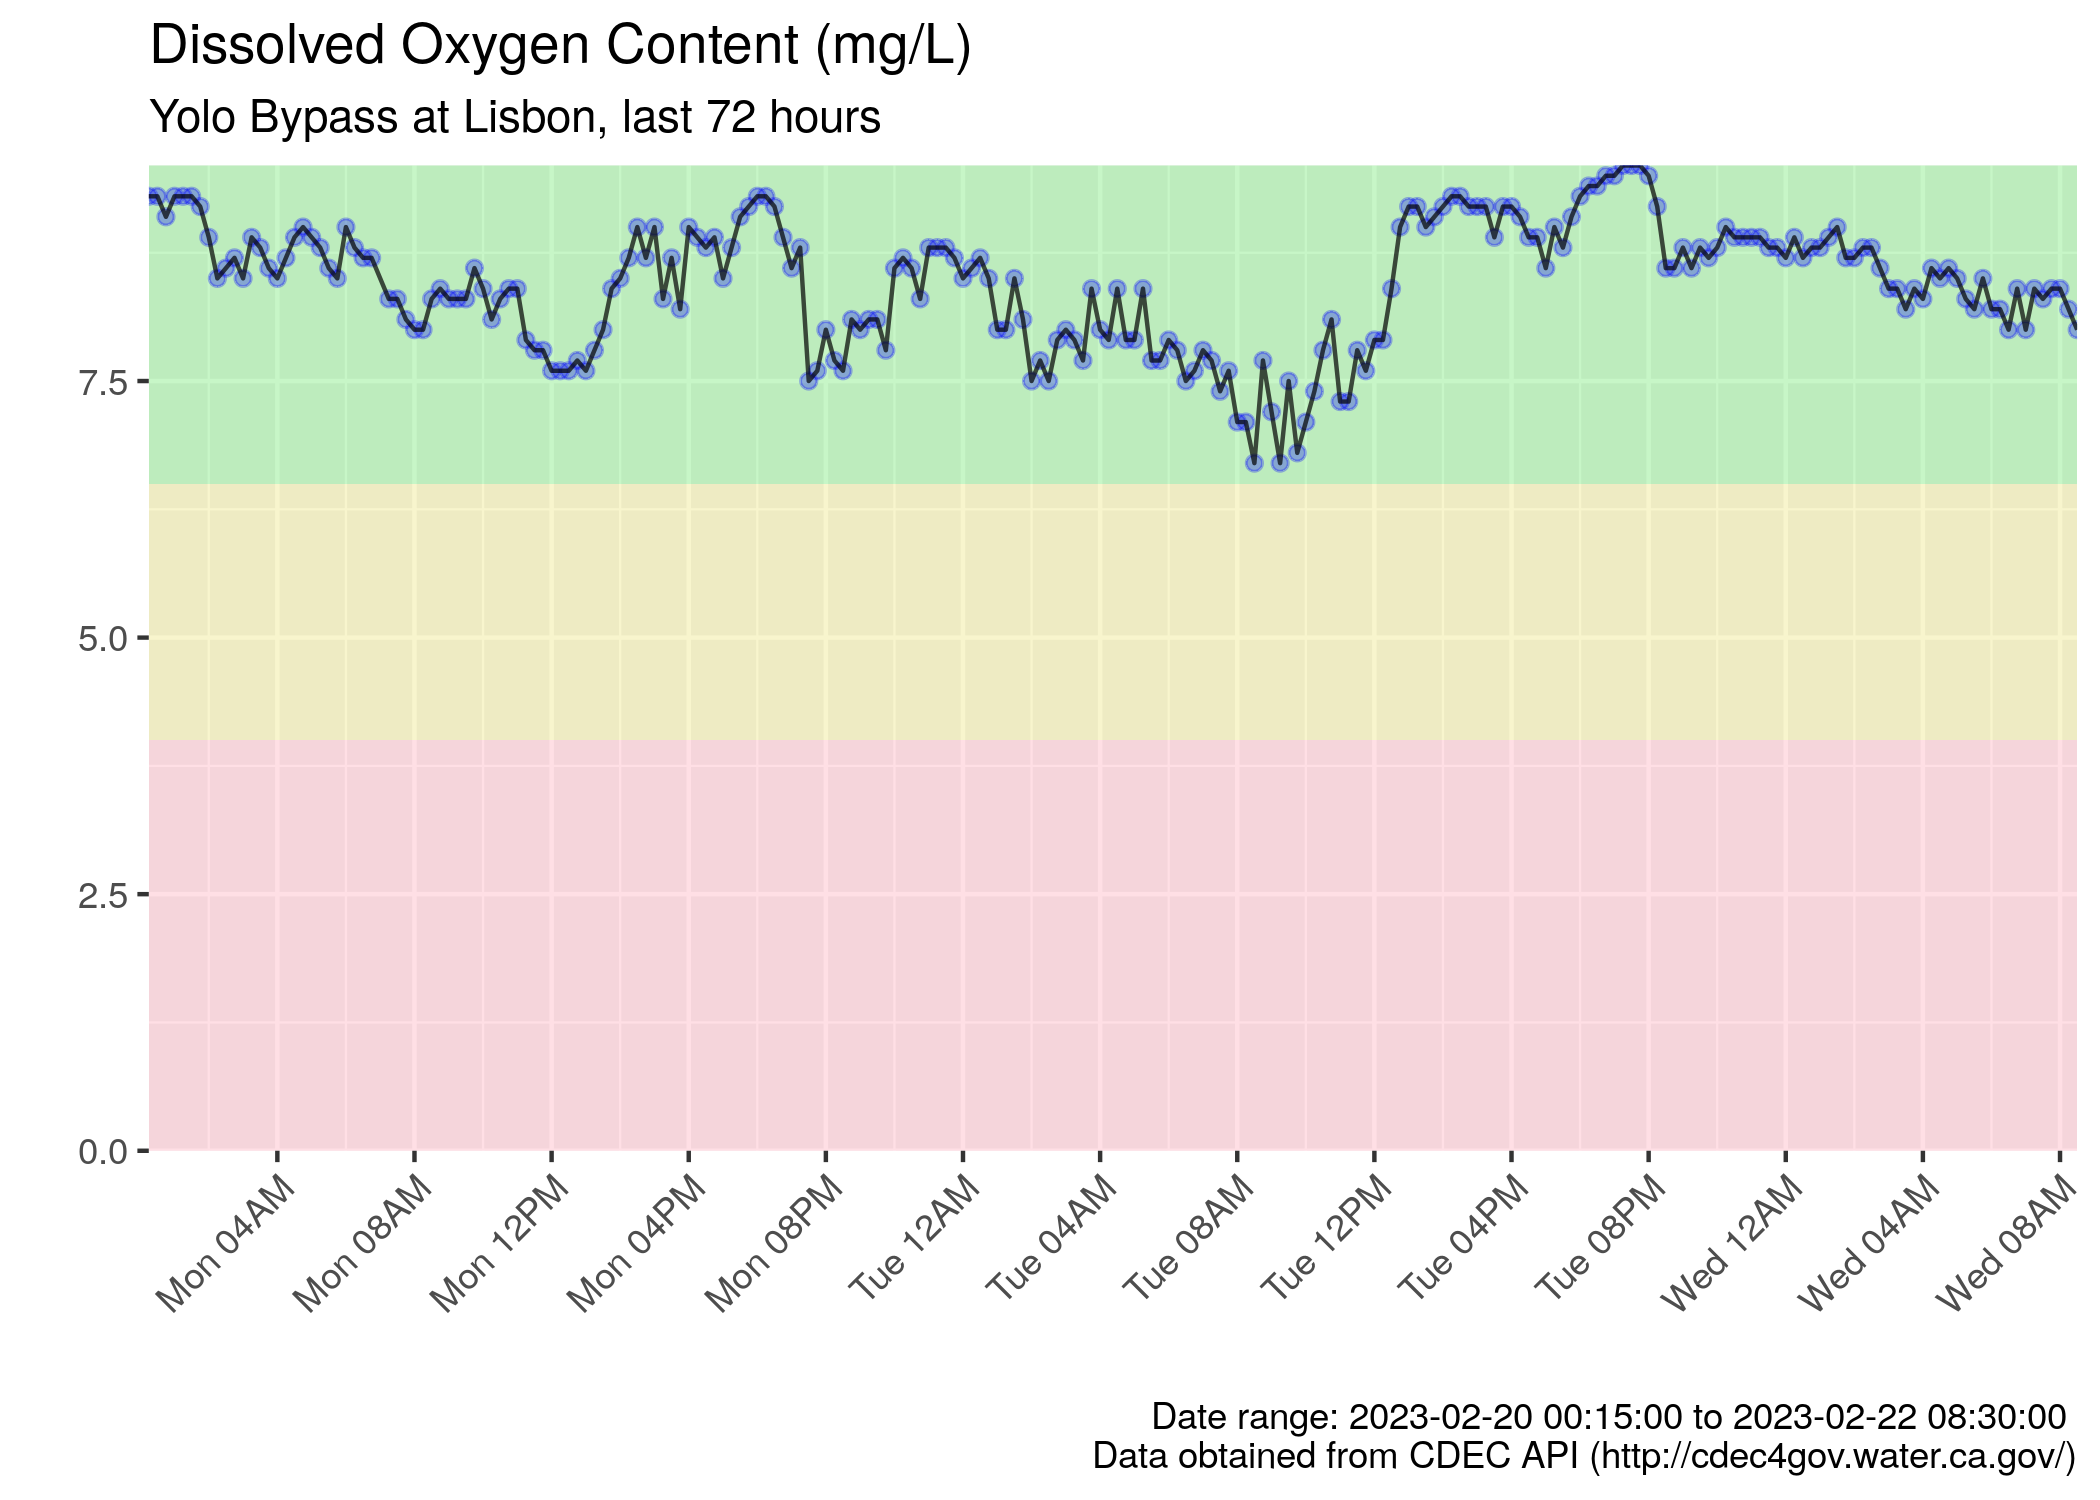 Dissolved Oxygen Content (mg/L)
Yolo Bypass at Lisbon, last 72 hours
7.5
5.0
2.5
0.0
Mon 04AM
Mon 08AM
Mon 12PM
Mon 04PM
Mon 08PM
Tue 12AM
Tue 04AM
Tue 08AM
Tue 12PM
Tue 04PM
Tue 08PM
Wed 12AM
Wed 04AM
Wed 08AM
Date range: 2023-02-20 00:15:00 to 2023-02-22 08:30:00
Data obtained from CDEC API (http://cdec4gov.water.ca.gov/)